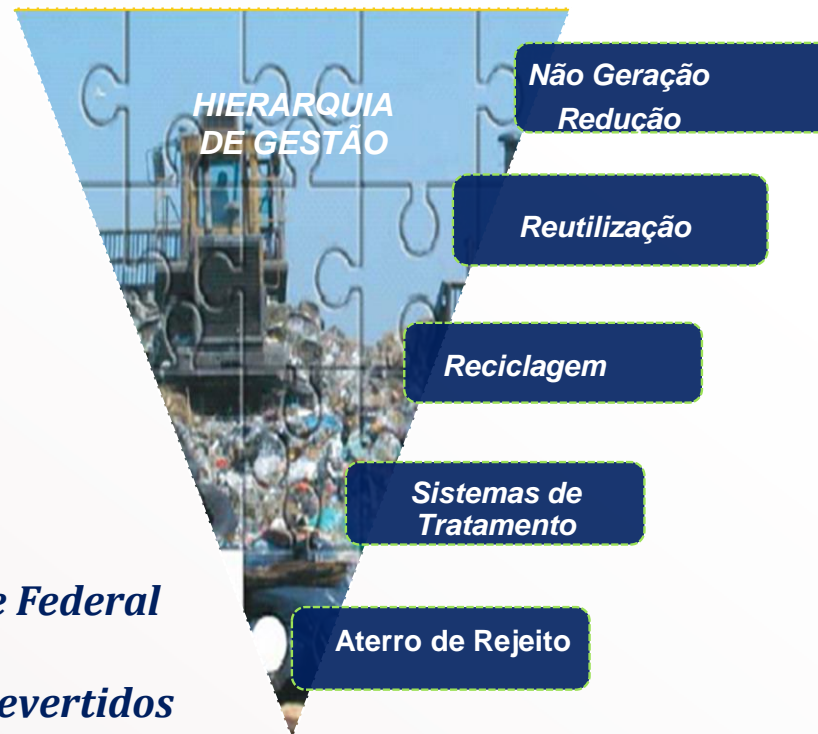 HIERARQUIA
DE GESTÃO
Não Geração
Redução
Reutilização
Reciclagem
Sistemas de
Tratamento
Aterro de Rejeito
e Federal
evertidos